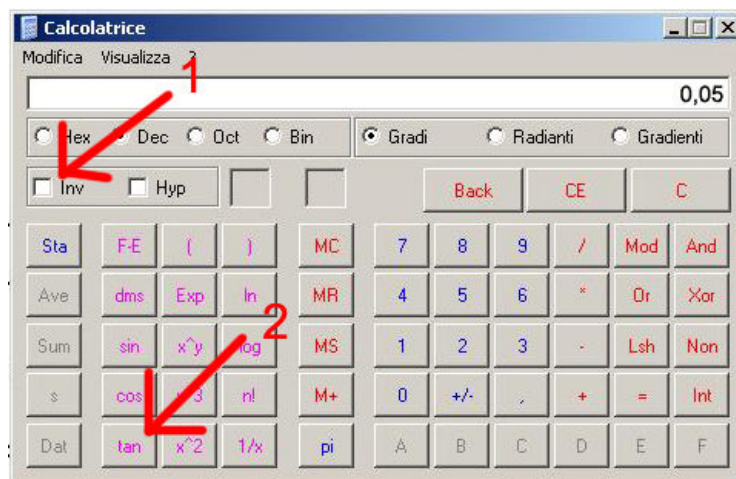 Calcolatrice
Modifica Visualizza ?
1
0,05
Hex Dec Oct Bin Gradi Radianti Gradienti
Inv Hyp Back CE C
Sta F-E ( ) MC 7 8 9 / Mod And
Ave dms Exp ln MR 4 5 6 * Or Xor
2
Sum sin x^y log MS 1 2 3 - Lsh Non
s cos n! M+ 0 +/- , + = Int
Dat tan x^2 1/x pi A B C D E F